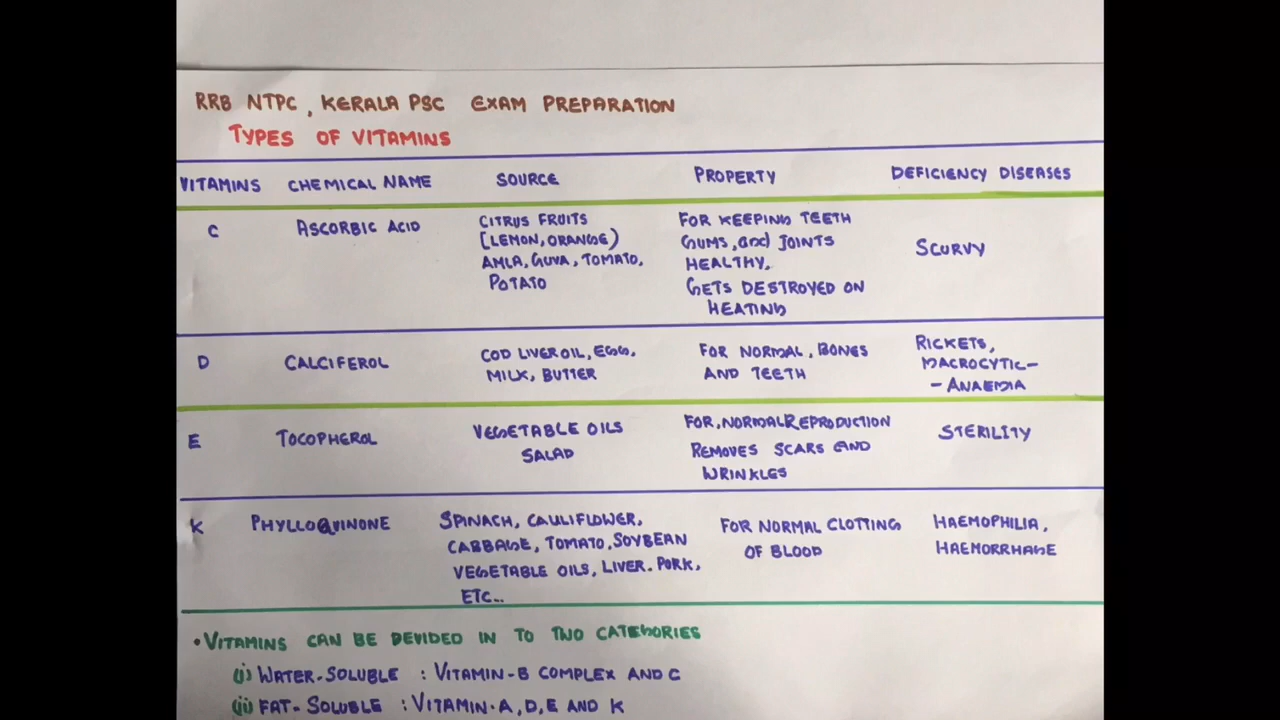 RRB NTPC, KERALA PSC EXAM PREPARATION
TYPES OF VITAMINS
VITAMINS CHEMICAL NAME SOURCE PROPERTY DEFICIENCY DISEASES
C ASCORBIC ACID
CITRUS FRUITS
(LEMON, ORANGE)
AMLA, GUVA, TOMATO,
POTATO
FOR KEEPING TEETH
GUMS, and JOINTS
HEALTHY,
GETS DESTROYED ON
HEATING
SCURVY
D CALCIFEROL
COD LIVER OIL, EGG,
MILK, BUTTER
FOR NORMAL, BONES
AND TEETH
RICKETS,
MACROCYTIC-
- ANAEMIA
E TOCOPHEROL
VEGETABLE OILS
SALAD
FOR, NORMAL REPRODUCTION
REMOVES SCARS AND
WRINKLES
STERILITY
K PHYLLOQUINONE
SPINACH, CAULIFLOWER,
CABBAGE, TOMATO, SOYBEAN
VEGETABLE OILS, LIVER. PORK,
ETC...
FOR NORMAL CLOTTING
OF BLOOD
HAEMOPHILIA,
HAEMORRHAGE
• VITAMINS CAN BE DEVIDED IN TO TWO CATEGORIES
(i) WATER-SOLUBLE : VITAMIN-B COMPLEX AND C
(ii) FAT-SOLUBLE : VITAMIN-A, D, E AND K